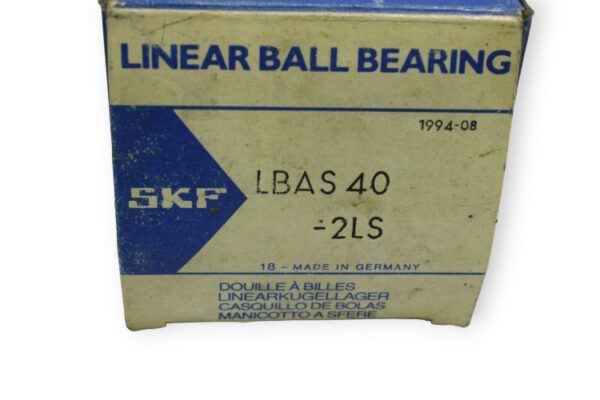 LINEAR BALL BEARING
1994-08
SKF
LBAS 40
-2LS
18 - MADE IN GERMANY
DOUILLE À BILLES
LINEARKUGELLAGER
CASQUILLO DE BOLAS
MANICOTTO A SFERE